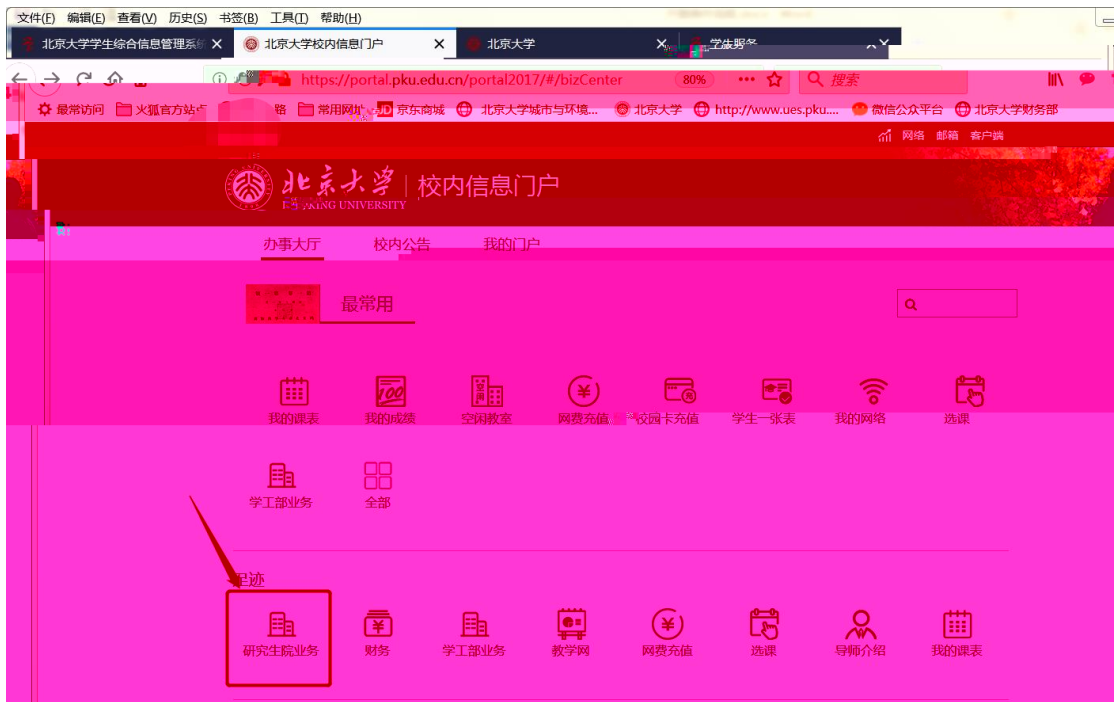 文件(F) 编辑(E) 查看(V) 历史(S) 书签(B) 工具(T) 帮助(H)
北京大学学生综合信息管理系统 北京大学校内信息门户 北京大学
https://portal.pku.edu.cn/portal2017/#/bizCenter 80% 搜索
最常访问 火狐官方站点 常用网址 JD 京东商城 北京大学城市与环境... 北京大学 http://www.ues.pku.... 微信公众平台 北京大学财务部
网络 邮箱 客户端
北京大学 校内信息门户
PEKING UNIVERSITY
办事大厅 校内公告 我的门户
最常用
我的课表 我的成绩 空闲教室 网费充值 校园卡充值 学生一张表 我的网络 选课
学工部业务 全部
足迹
研究生院业务 财务 学工部业务 教学网 网费充值 选课 导师介绍 我的课表